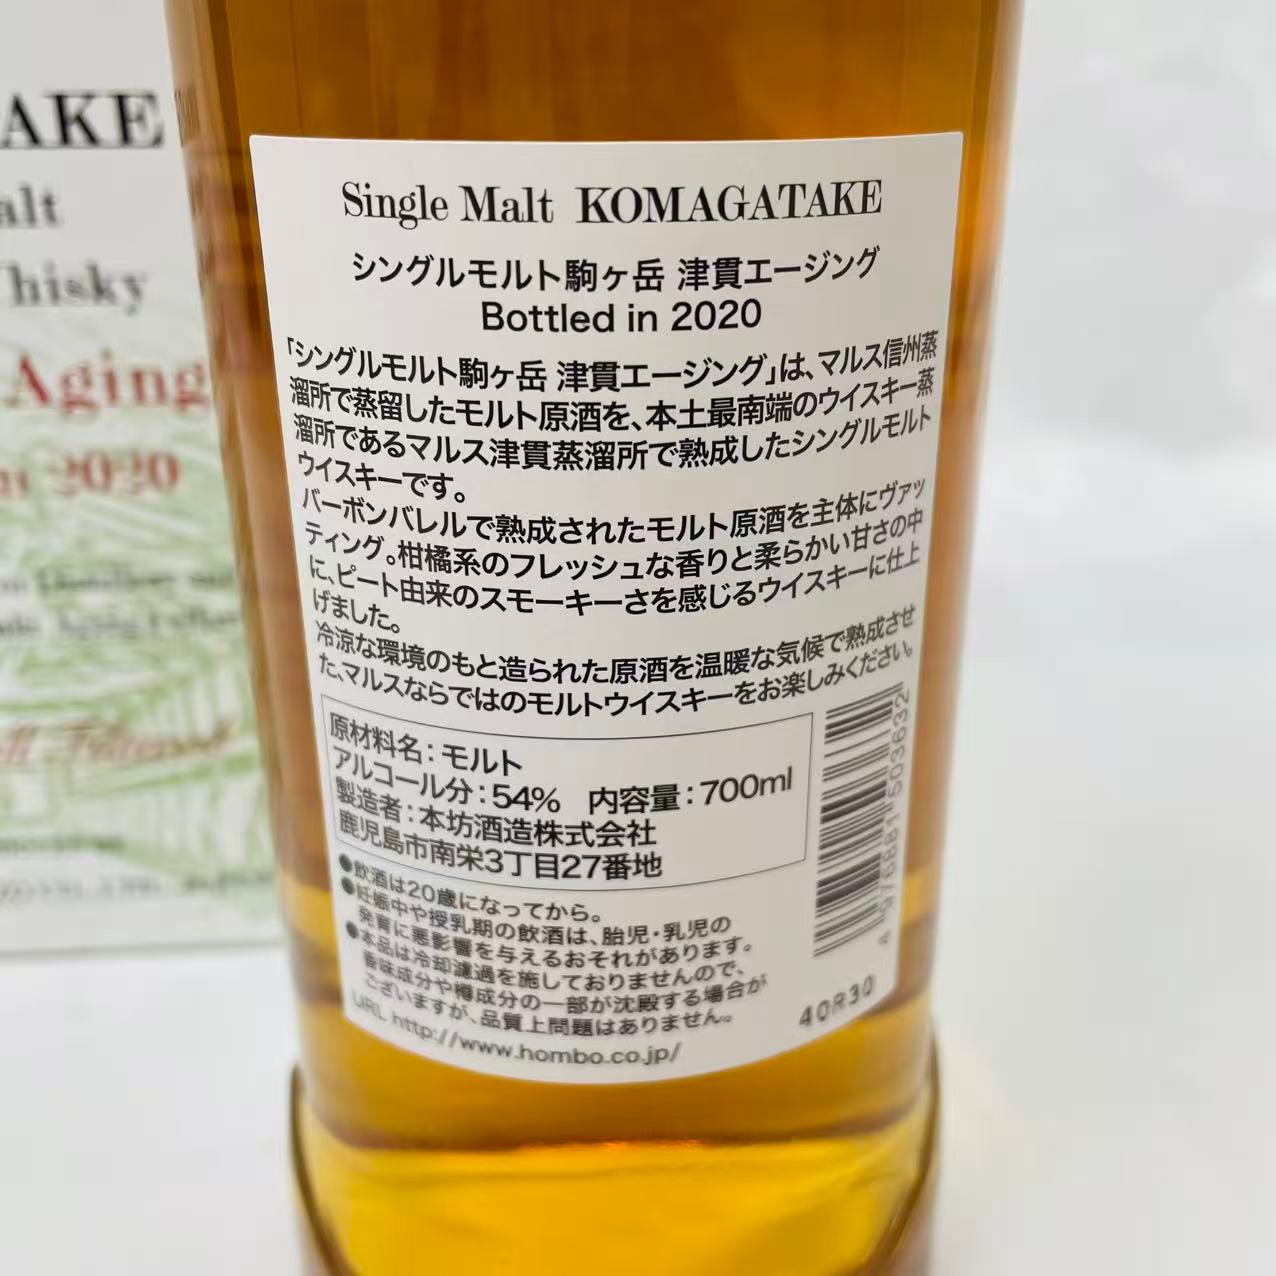 AKE
alt
Whisky
Aging
2020
Single Malt KOMAGATAKE
シングルモルト駒ヶ岳 津貫エージング
Bottled in 2020
「シングルモルト駒ヶ岳 津貫エージング」は、マルス信州蒸
溜所で蒸留したモルト原酒を、本土最南端のウイスキー蒸
溜所であるマルス津貫蒸溜所で熟成したシングルモルト
ウイスキーです。
バーボンバレルで熟成されたモルト原酒を主体にヴァッ
ティング。柑橘系のフレッシュな香りと柔らかい甘さの中
に、ピート由来のスモーキーさを感じるウイスキーに仕上
げました。
冷涼な環境のもと造られた原酒を温暖な気候で熟成させ
た、マルスならではのモルトウイスキーをお楽しみください。
原材料名：モルト
アルコール分：54% 内容量：700ml
製造者：本坊酒造株式会社
鹿児島市南栄3丁目27番地
●飲酒は20歳になってから。
●妊娠中や授乳期の飲酒は、胎児・乳児の
発育に悪影響を与えるおそれがあります。
●本品は冷却濾過を施しておりませんので、
香味成分や樽成分の一部が沈殿する場合が
ございますが、品質上問題はありません。
URL http://www.hombo.co.jp/
40R30
4 976881 503632